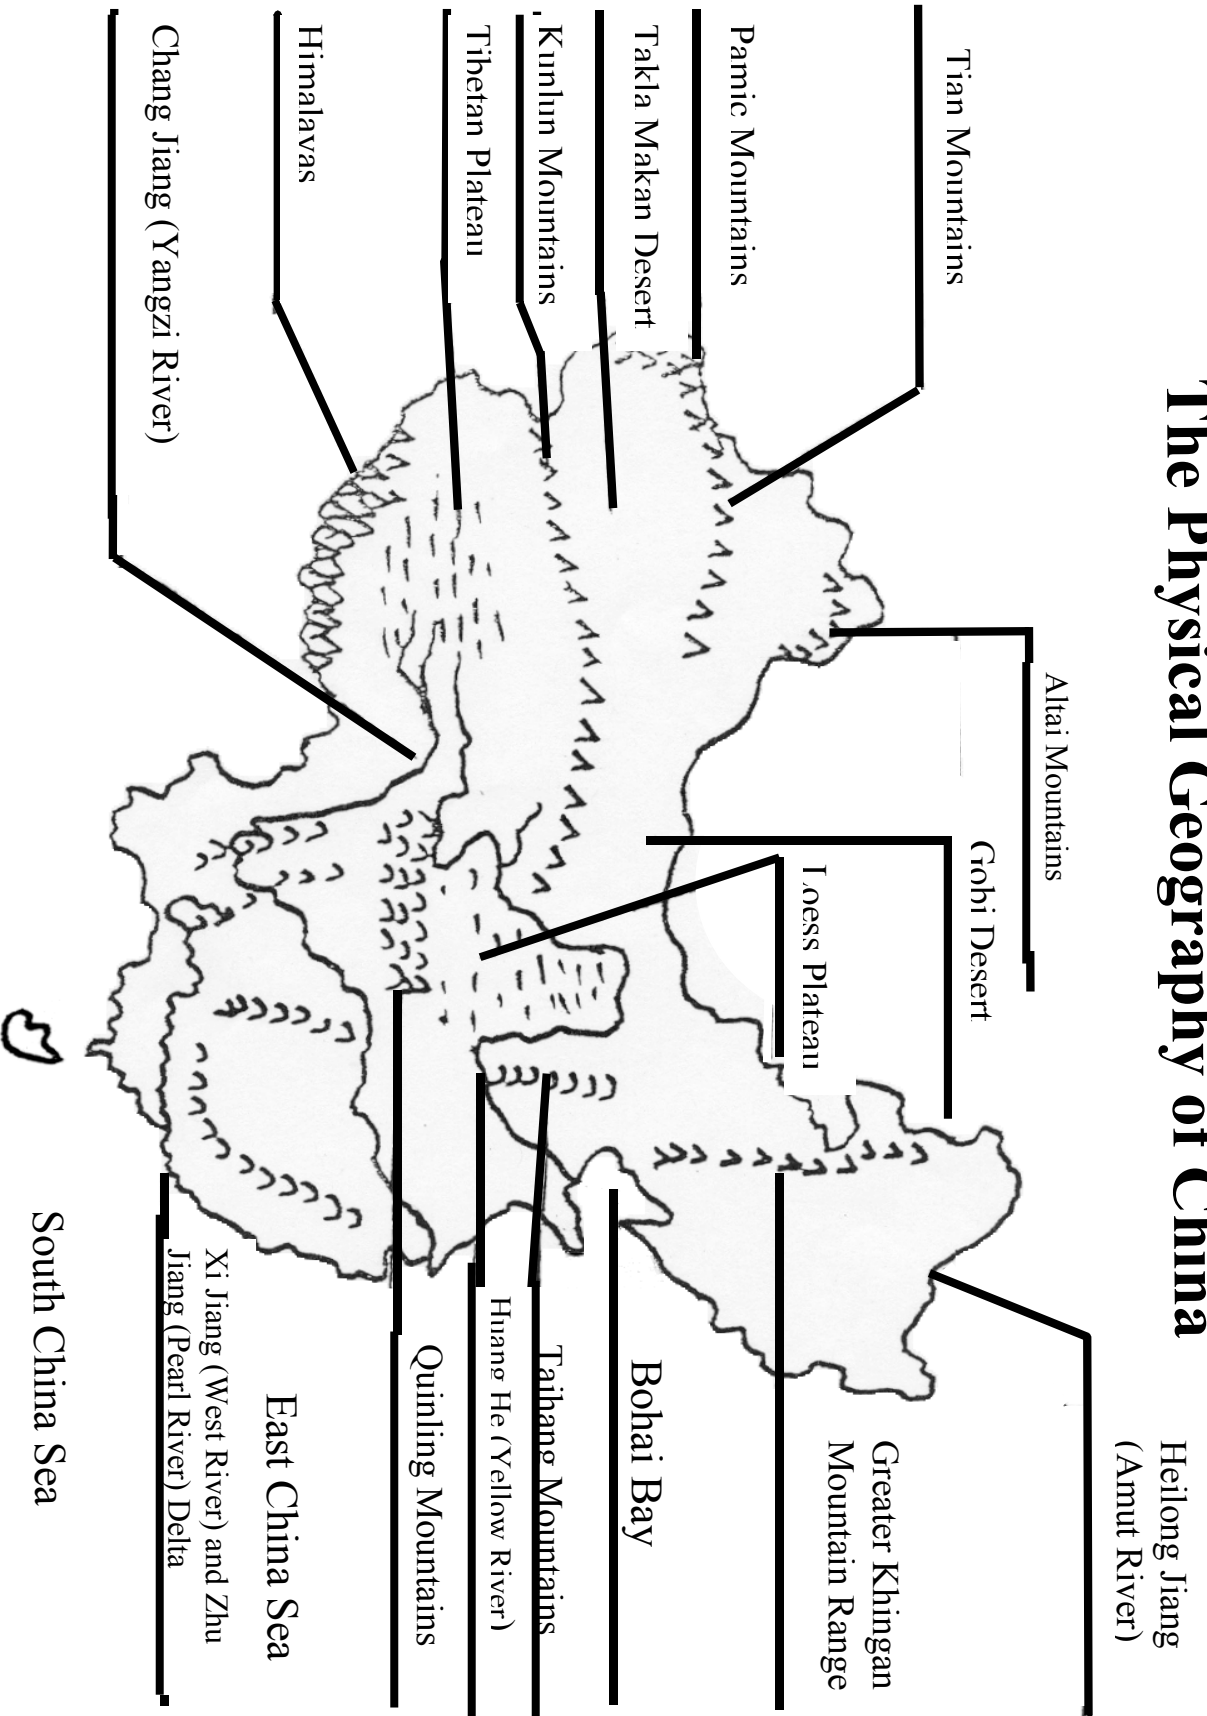 The Physical Geography of China
Heilong Jiang
(Amut River)
Altai Mountains
Gobi Desert
Tian Mountains
Greater Khingan
Mountain Range
Loess Plateau
Pamic Mountains
Takla Makan Desert
Bohai Bay
Kunlun Mountains
Taihang Mountains
Tibetan Plateau
Huang He (Yellow River)
Quinling Mountains
Himalayas
East China Sea
Xi Jiang (West River) and Zhu
Jiang (Pearl River) Delta
Chang Jiang (Yangzi River)
South China Sea